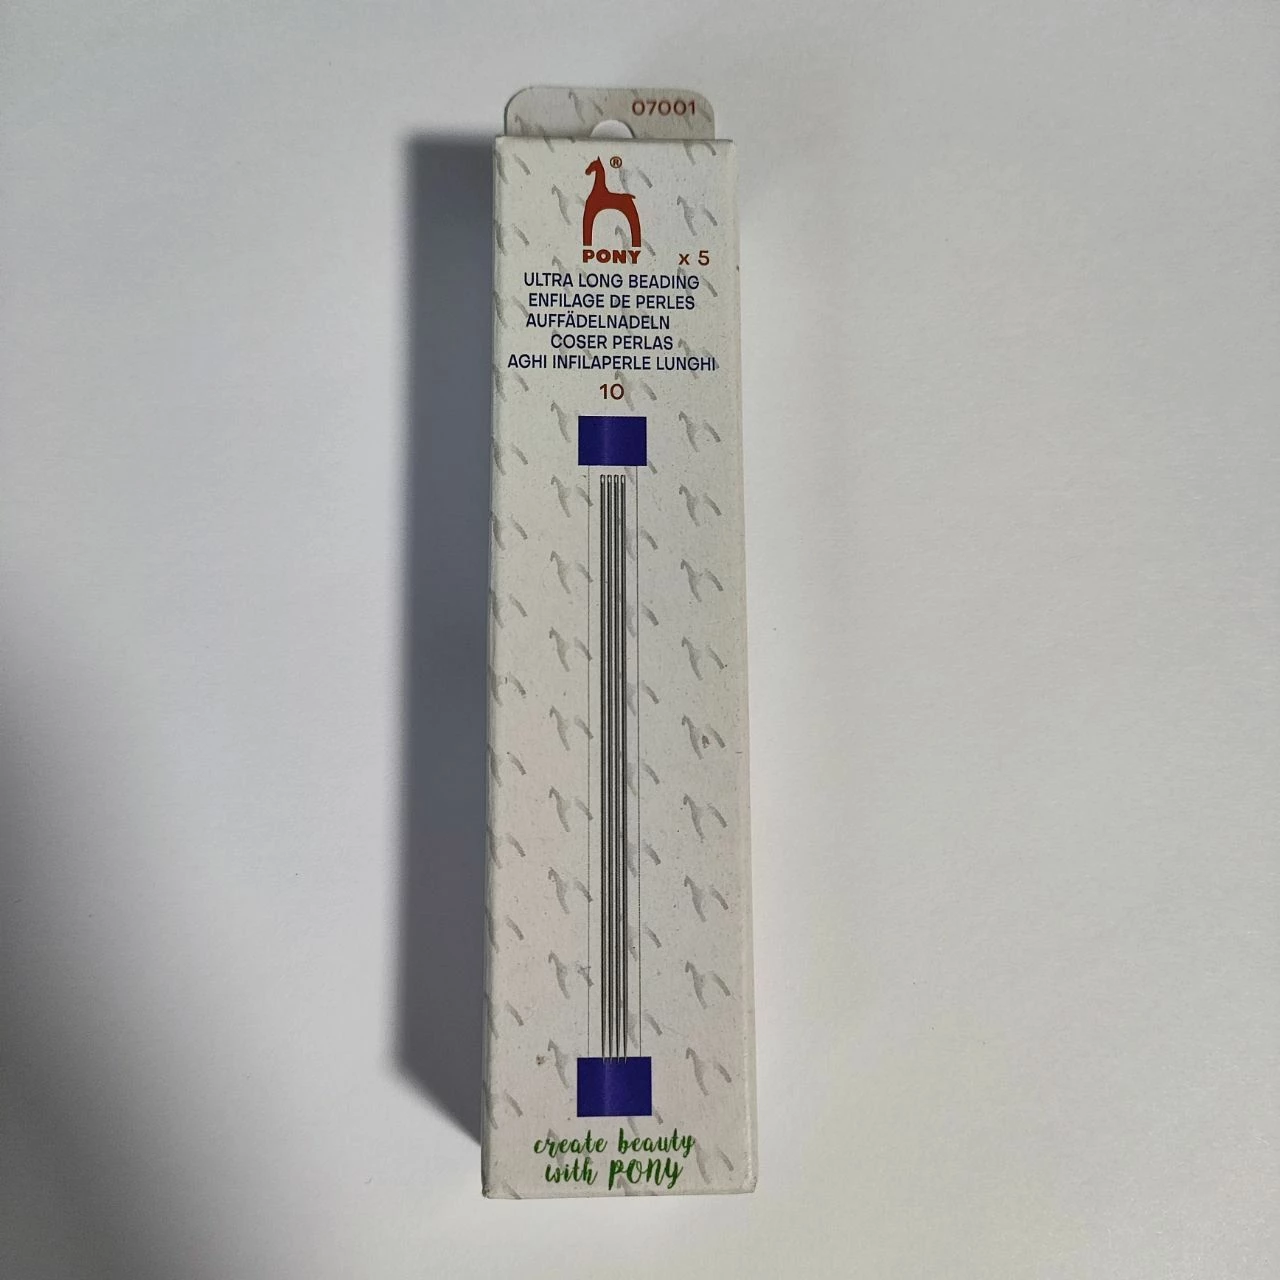 07001
®
PONY x 5
ULTRA LONG BEADING
ENFILAGE DE PERLES
AUFFÄDELNADELN
COSER PERLAS
AGHI INFILAPERLE LUNGHI
10
create beauty
with PONY